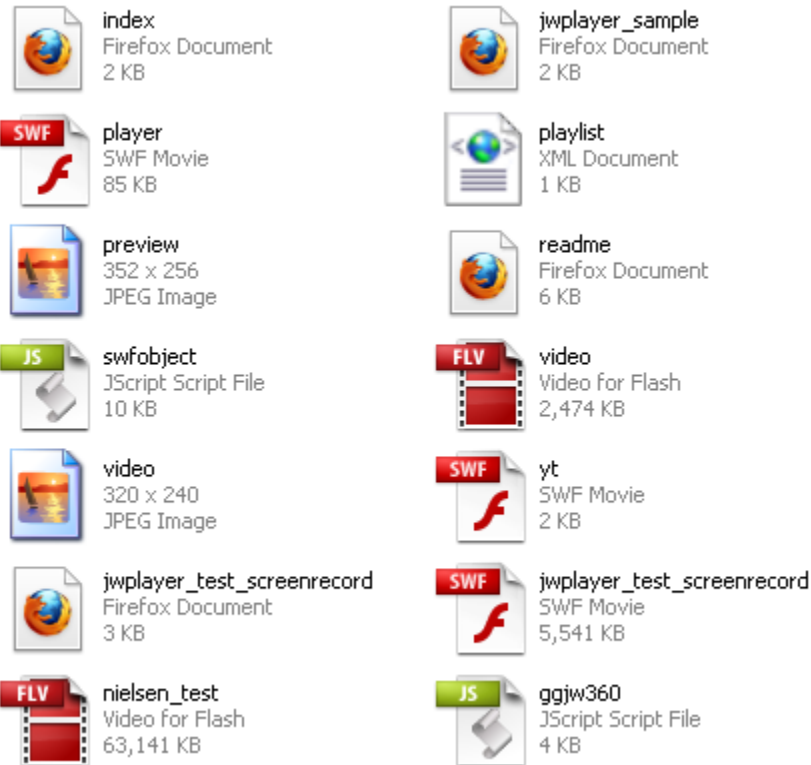 index
Firefox Document
2 KB
jwplayer_sample
Firefox Document
2 KB
SWF
player
SWF Movie
85 KB
playlist
XML Document
1 KB
preview
352 x 256
JPEG Image
readme
Firefox Document
6 KB
JS
swfobject
JScript Script File
10 KB
FLV
video
Video for Flash
2,474 KB
video
320 x 240
JPEG Image
SWF
yt
SWF Movie
2 KB
jwplayer_test_screenrecord
Firefox Document
3 KB
SWF
jwplayer_test_screenrecord
SWF Movie
5,541 KB
FLV
nielsen_test
Video for Flash
63,141 KB
JS
ggjw360
JScript Script File
4 KB